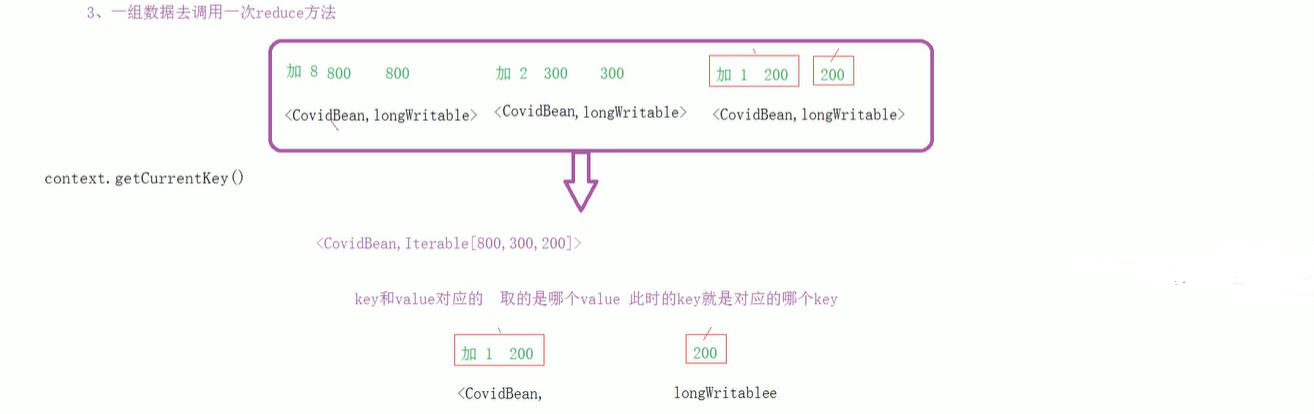 3、一组数据去调用一次reduce方法
加 8 800 800 加 2 300 300 加 1 200 200
<CovidBean,longWritable> <CovidBean,longWritable> <CovidBean,longWritable>
context.getCurrentKey()
<CovidBean,Iterable[800,300,200]>
key和value对应的 取的是哪个value 此时的key就是对应的哪个key
加 1 200 200
<CovidBean, longWritablee